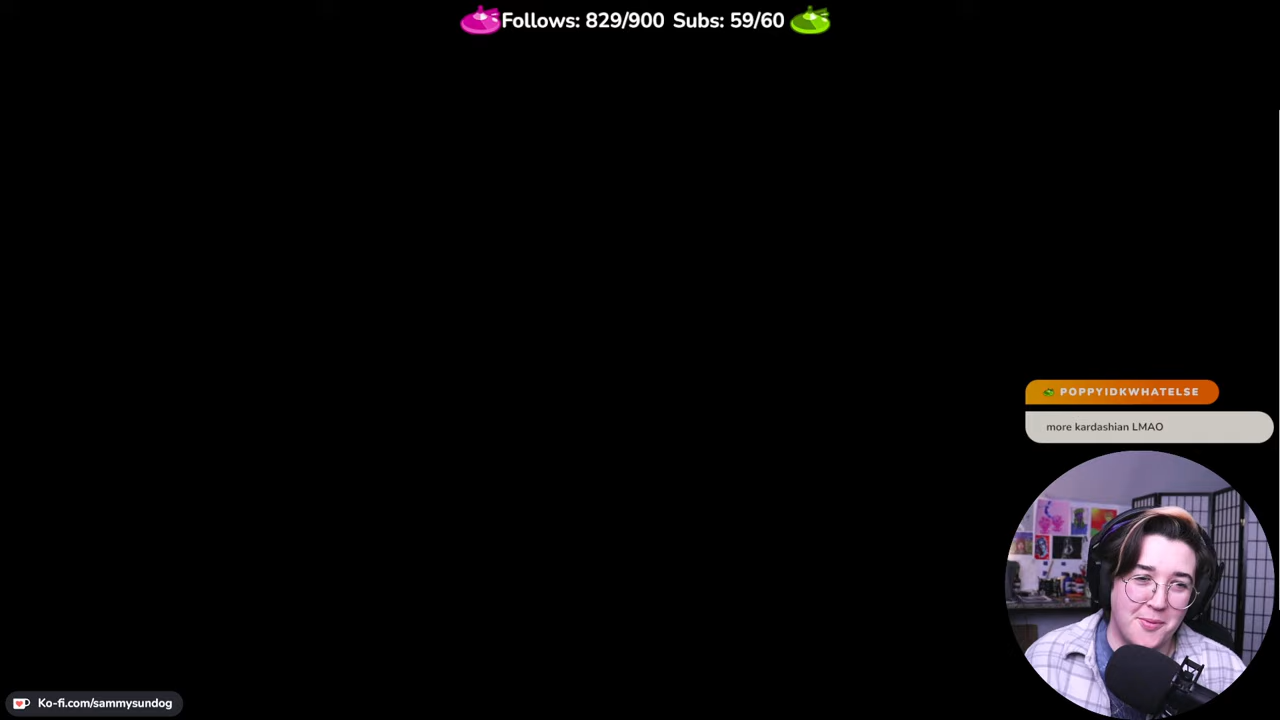 Follows: 829/900 Subs: 59/60
POPPYIDKWHATELSE
more kardashian LMAO
Ko-fi.com/sammysundog